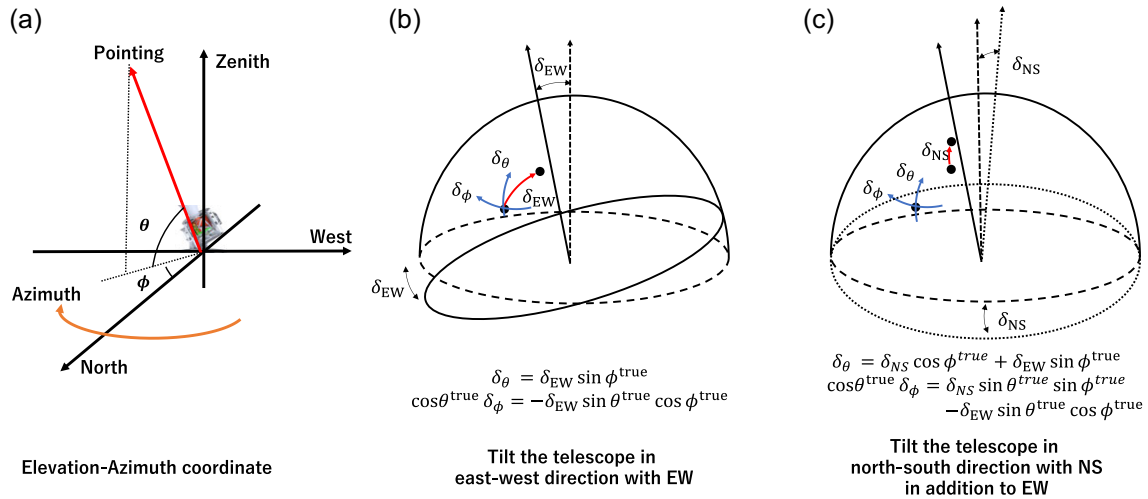 (a)
Pointing
Zenith
θ
West
ϕ
Azimuth
North
Elevation-Azimuth coordinate
(b)
δ_EW
δ_θ
δ_ϕ
δ_EW
δ_EW
δ_θ = δ_EW sin ϕ^true
cosθ^true δ_ϕ = −δ_EW sin θ^true cos ϕ^true
Tilt the telescope in
east-west direction with EW
(c)
δ_NS
δ_NS
δ_θ
δ_ϕ
δ_NS
δ_θ = δ_NS cos ϕ^true + δ_EW sin ϕ^true
cosθ^true δ_ϕ = δ_NS sin θ^true sin ϕ^true
−δ_EW sin θ^true cos ϕ^true
Tilt the telescope in
north-south direction with NS
in addition to EW